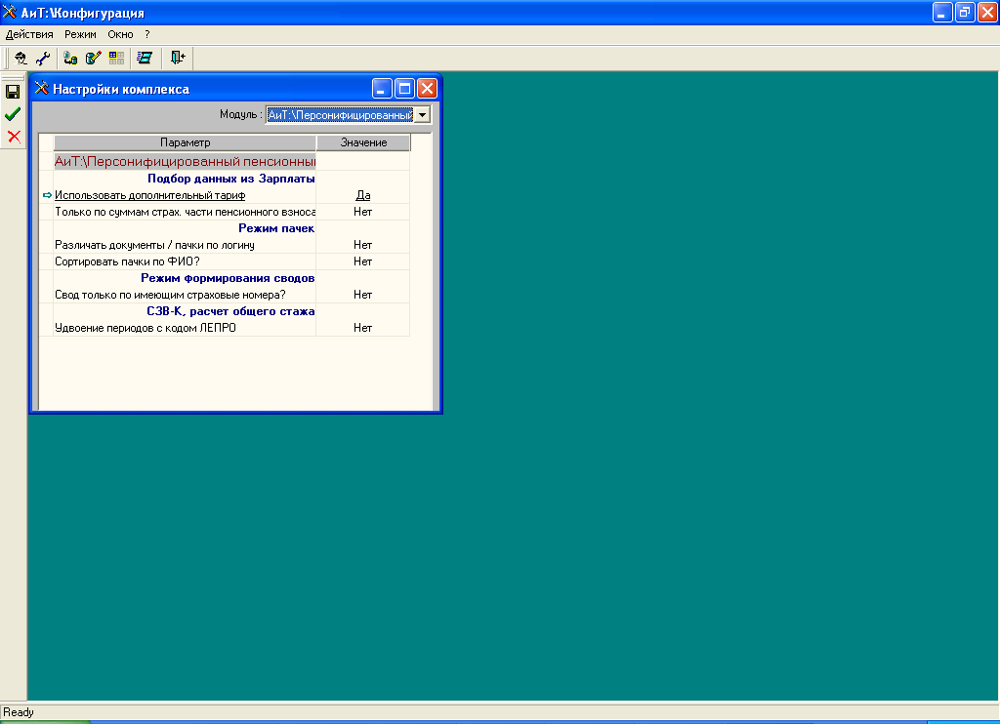 АиТ:\Конфигурация
Действия Режим Окно ?
Настройки комплекса
Модуль : АиТ:\Персонифицированный
Параметр Значение
АиТ:\Персонифицированный пенсионны
Подбор данных из Зарплаты
Использовать дополнительный тариф Да
Только по суммам страх. части пенсионного взноса Нет
Режим пачек
Различать документы / пачки по логину Нет
Сортировать пачки по ФИО? Нет
Режим формирования сводов
Свод только по имеющим страховые номера? Нет
СЗВ-К, расчет общего стажа
Удвоение периодов с кодом ЛЕПРО Нет
Ready